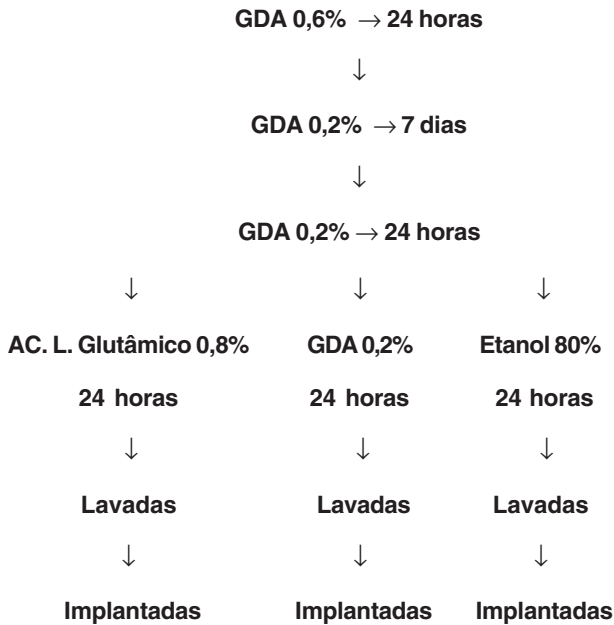 GDA 0,6% → 24 horas
↓
GDA 0,2% → 7 dias
↓
GDA 0,2% → 24 horas
↓ ↓ ↓
AC. L. Glutâmico 0,8% GDA 0,2% Etanol 80%
24 horas 24 horas 24 horas
↓ ↓ ↓
Lavadas Lavadas Lavadas
↓ ↓ ↓
Implantadas Implantadas Implantadas